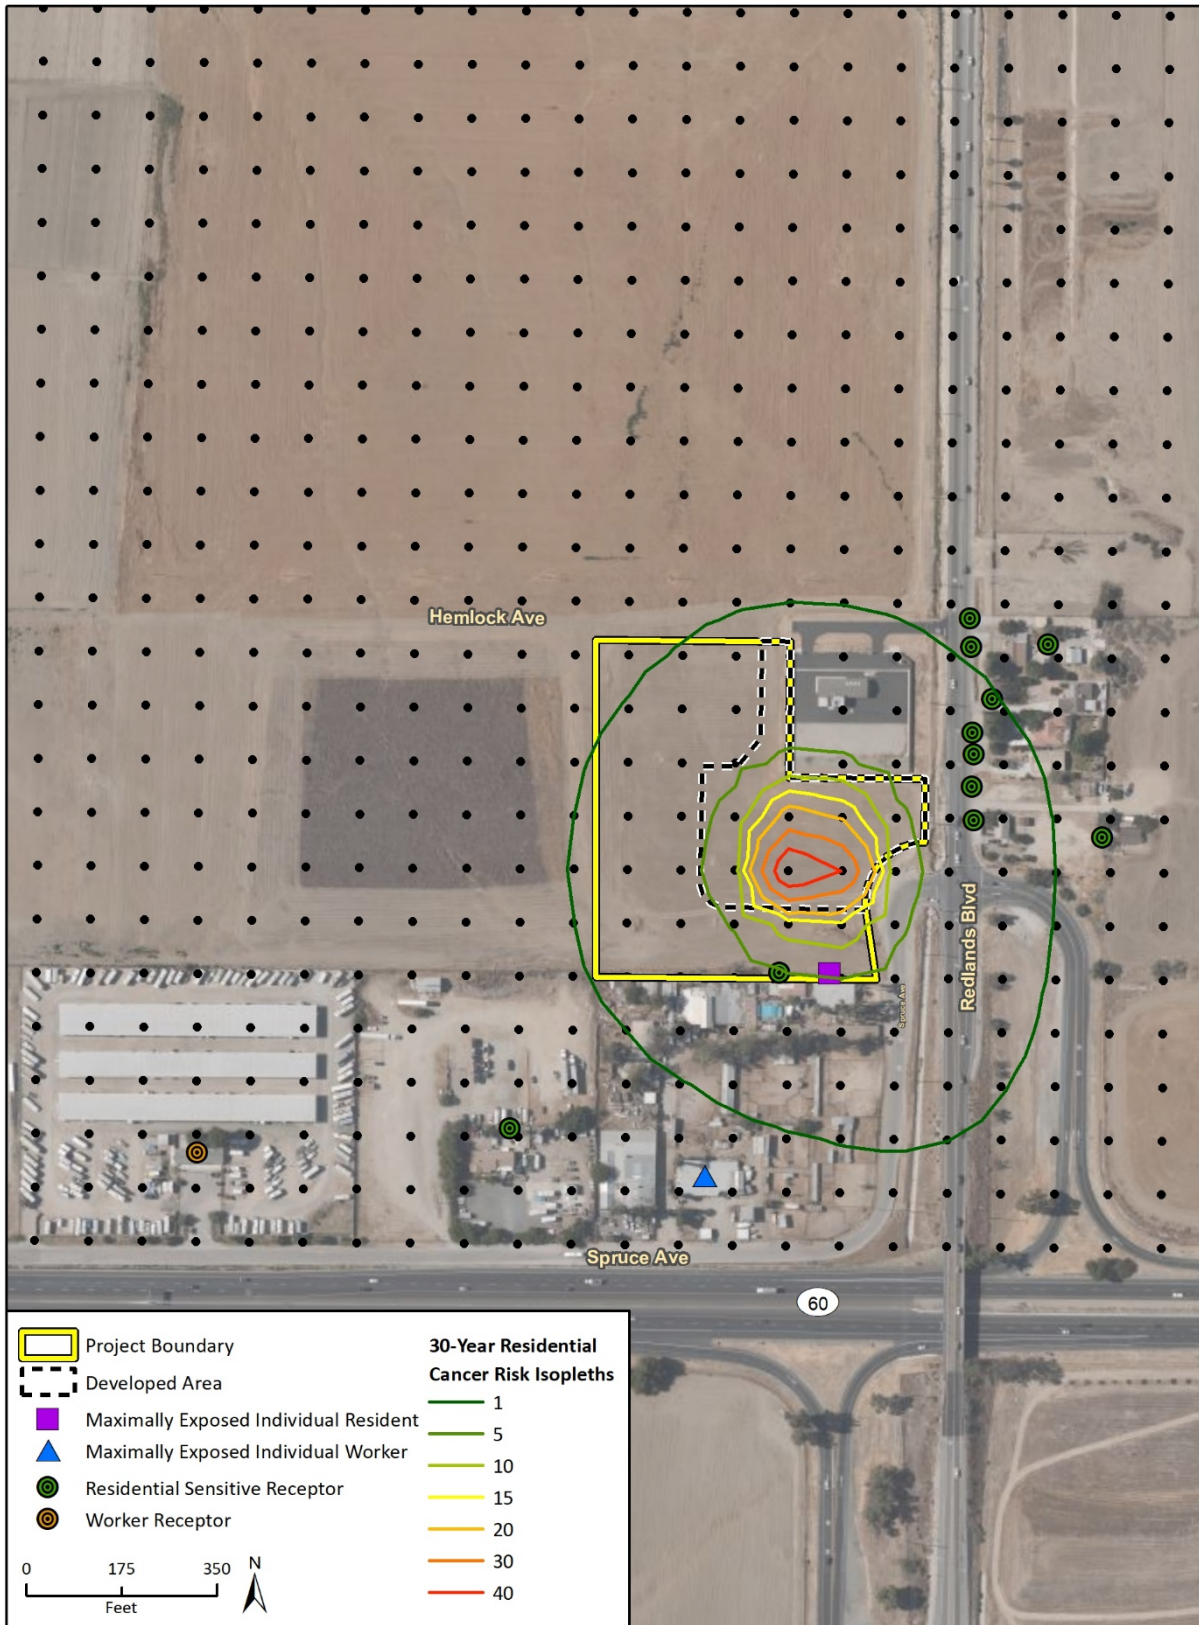 Hemlock Ave
Redlands Blvd
Spruce Ave
Spruce Ave
60
Project Boundary
Developed Area
Maximally Exposed Individual Resident
Maximally Exposed Individual Worker
Residential Sensitive Receptor
Worker Receptor
0 175 350
Feet
N
30-Year Residential
Cancer Risk Isopleths
1
5
10
15
20
30
40